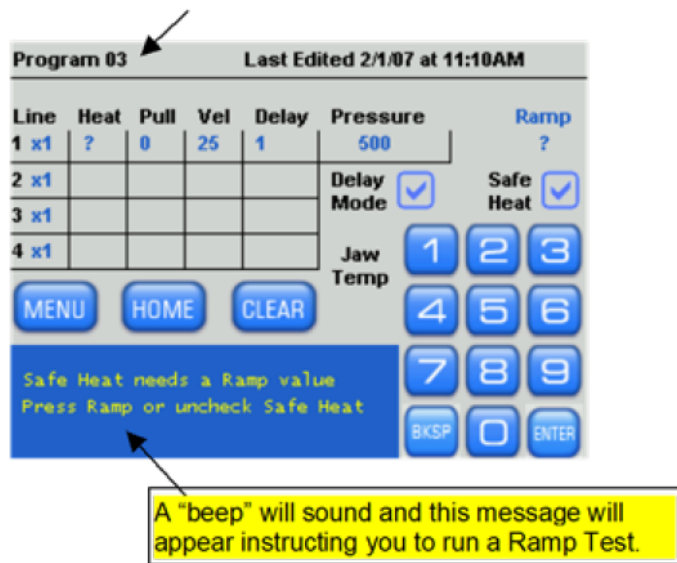 Program 03 Last Edited 2/1/07 at 11:10AM
Line Heat Pull Vel Delay Pressure Ramp
1 x1 ? 0 25 1 500 ?
2 x1 Delay Mode Safe Heat
3 x1
4 x1 Jaw Temp
1 2 3
MENU HOME CLEAR 4 5 6
7 8 9
Safe Heat needs a Ramp value
Press Ramp or uncheck Safe Heat
BKSP 0 ENTER
A “beep” will sound and this message will
appear instructing you to run a Ramp Test.